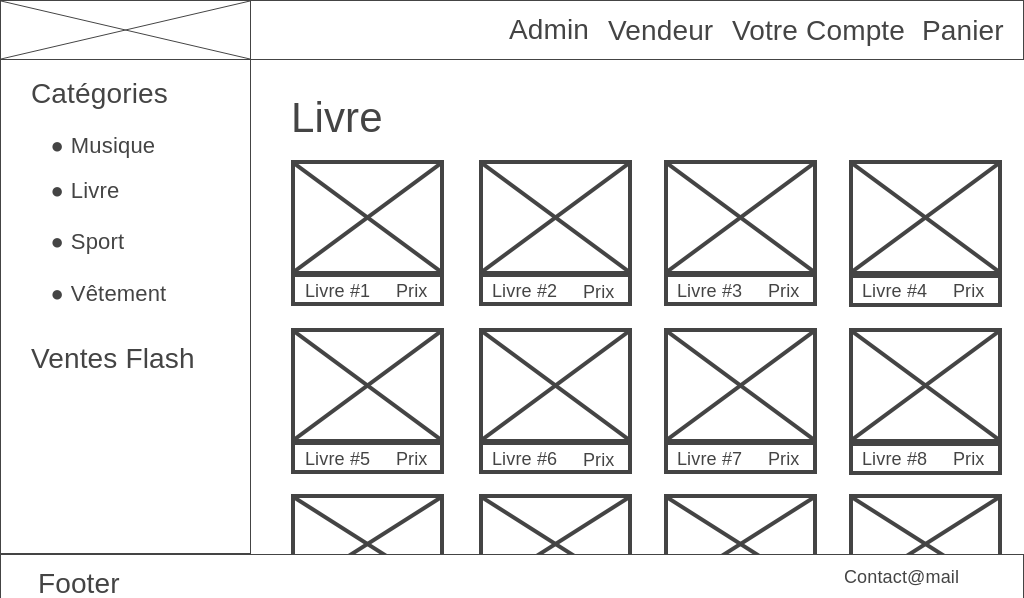 Admin Vendeur Votre Compte Panier
Catégories
● Musique
● Livre
● Sport
● Vêtement
Ventes Flash
Livre
Livre #1 Prix Livre #2 Prix Livre #3 Prix Livre #4 Prix
Livre #5 Prix Livre #6 Prix Livre #7 Prix Livre #8 Prix
Footer
Contact@mail